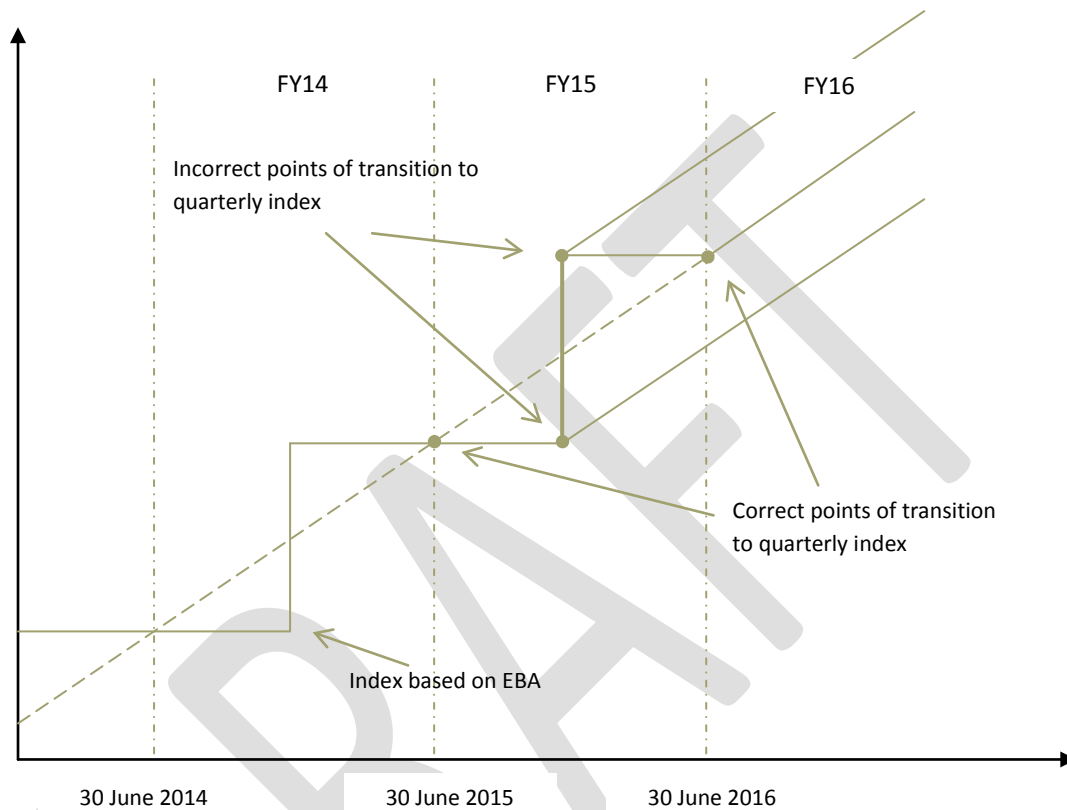 FY14
FY15
FY16
Incorrect points of transition to
quarterly index
Correct points of transition
to quarterly index
Index based on EBA
30 June 2014
30 June 2015
30 June 2016
DRAFT